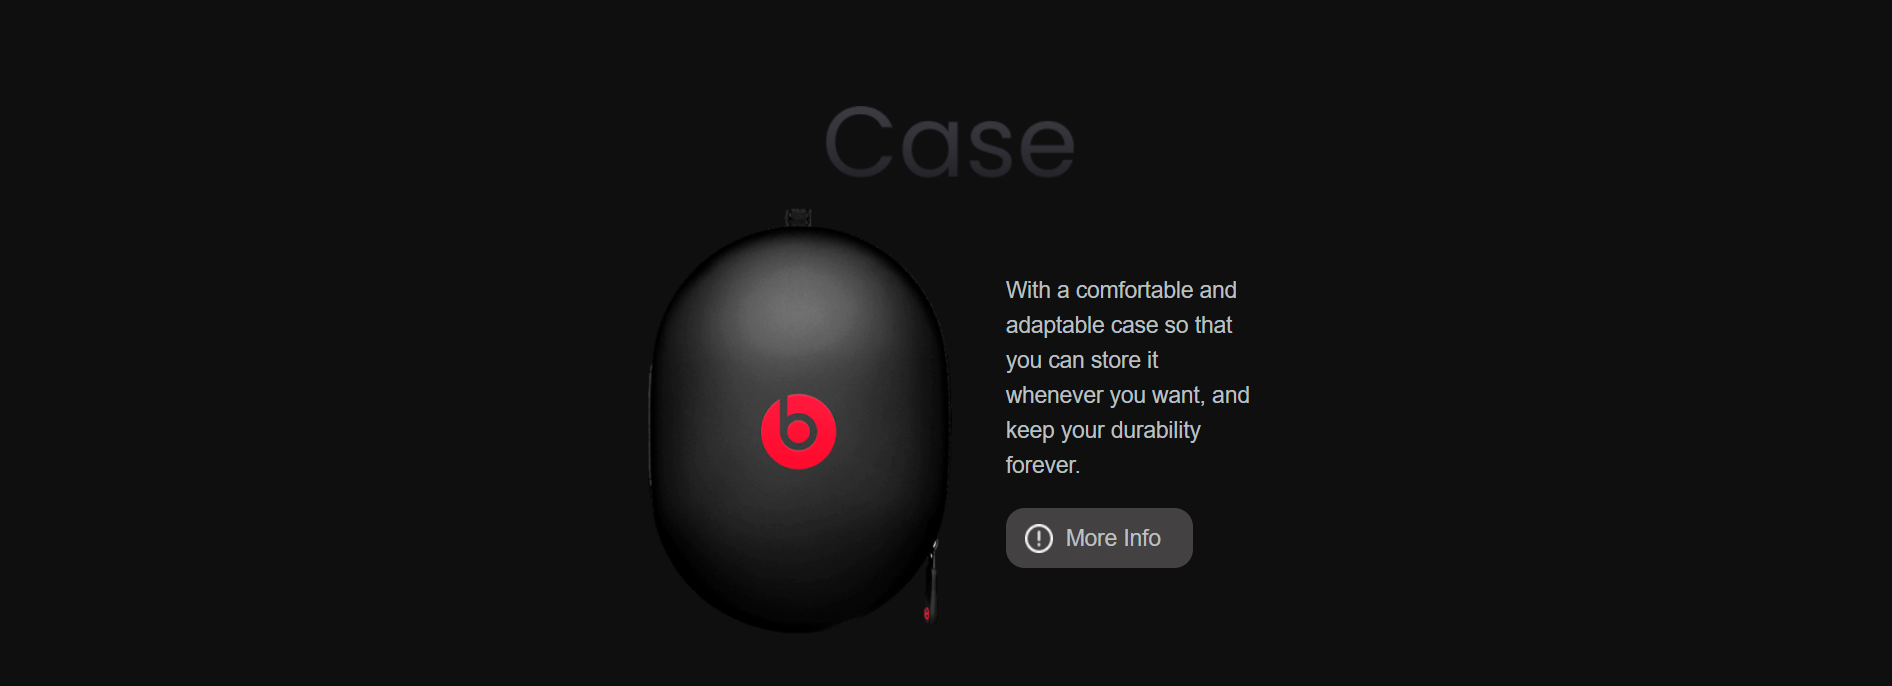 Case
With a comfortable and
adaptable case so that
you can store it
whenever you want, and
keep your durability
forever.
More Info